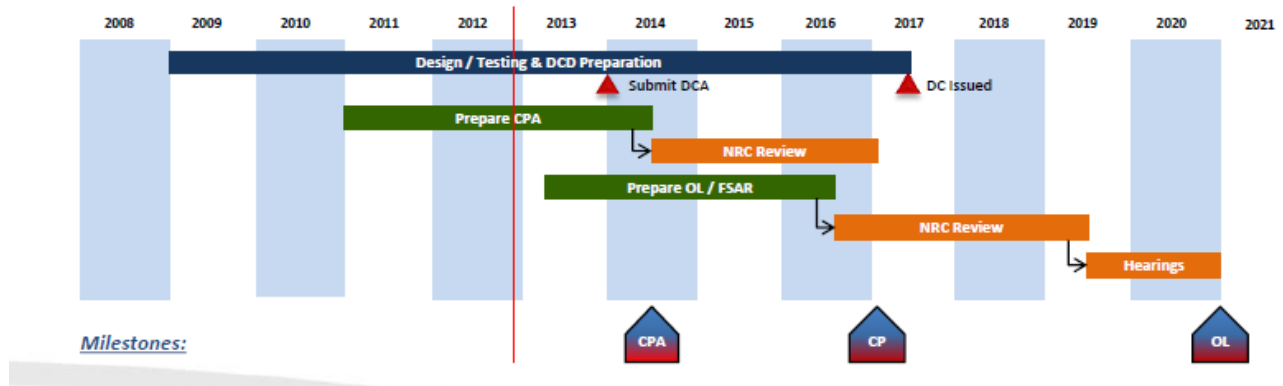 2008 2009 2010 2011 2012 2013 2014 2015 2016 2017 2018 2019 2020 2021
Design / Testing & DCD Preparation
Submit DCA
DC Issued
Prepare CPA
NRC Review
Prepare OL / FSAR
NRC Review
Hearings
Milestones:
CPA
CP
OL